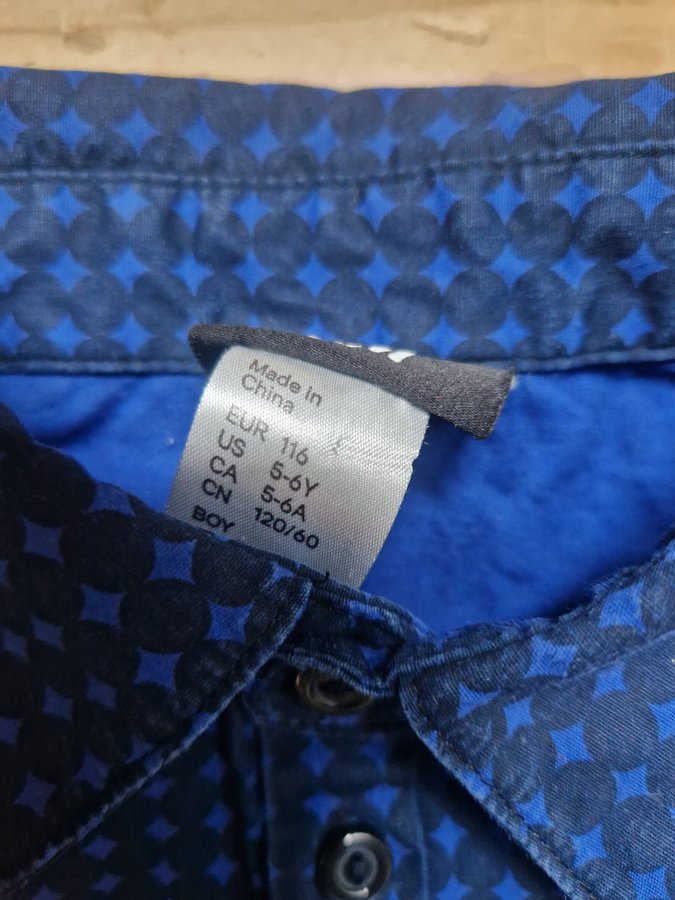 Made in
China
EUR 116
US 5-6Y
CA 5-6A
CN 120/60
BOY